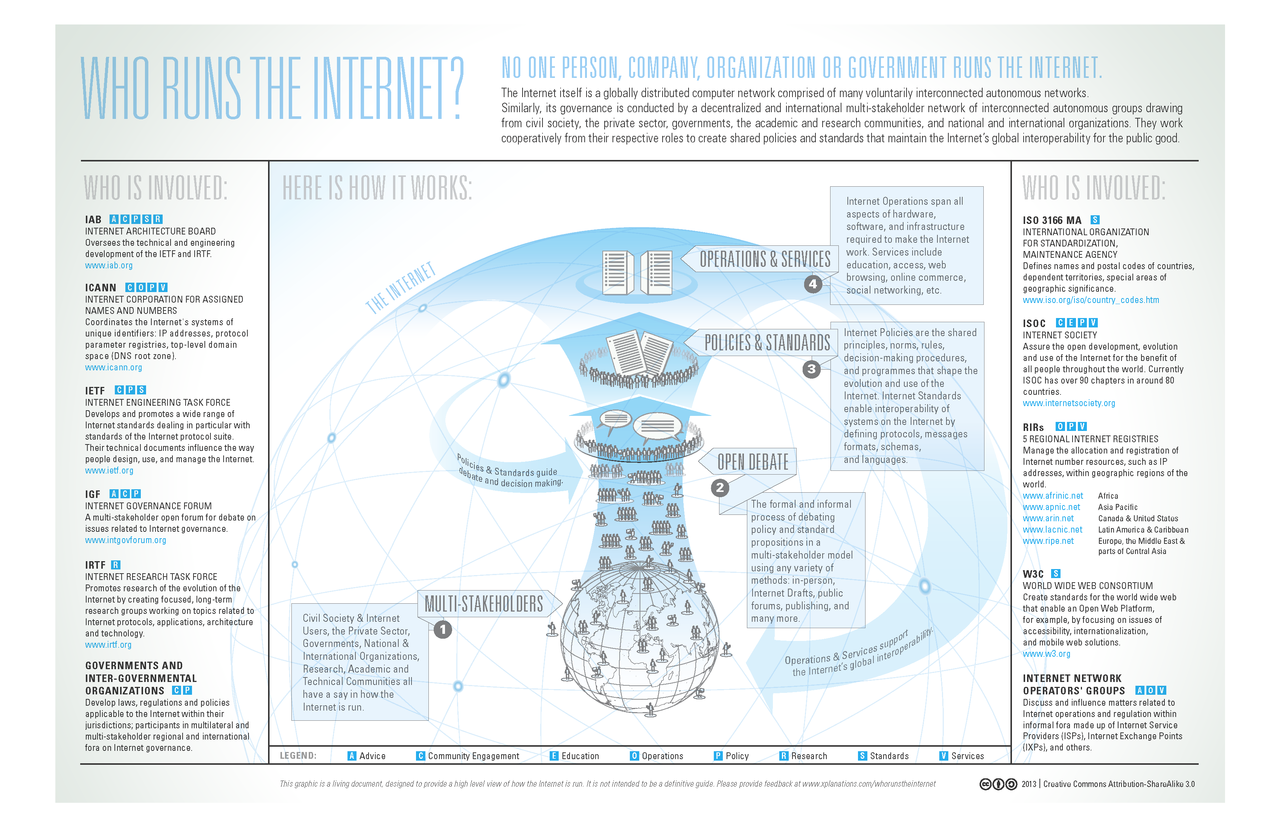 WHO RUNS THE INTERNET?
NO ONE PERSON, COMPANY, ORGANIZATION OR GOVERNMENT RUNS THE INTERNET.
The Internet itself is a globally distributed computer network comprised of many voluntarily interconnected autonomous networks.
Similarly, its governance is conducted by a decentralized and international multi-stakeholder network of interconnected autonomous groups drawing
from civil society, the private sector, governments, the academic and research communities, and national and international organizations. They work
cooperatively from their respective roles to create shared policies and standards that maintain the Internet's global interoperability for the public good.
WHO IS INVOLVED:
IAB A C P S R
INTERNET ARCHITECTURE BOARD
Oversees the technical and engineering
development of the IETF and IRTF.
www.iab.org
ICANN C O P V
INTERNET CORPORATION FOR ASSIGNED
NAMES AND NUMBERS
Coordinates the Internet's systems of
unique identifiers: IP addresses, protocol
parameter registries, top-level domain
space (DNS root zone).
www.icann.org
IETF C P S
INTERNET ENGINEERING TASK FORCE
Develops and promotes a wide range of
Internet standards dealing in particular with
standards of the Internet protocol suite.
Their technical documents influence the way
people design, use, and manage the Internet.
www.ietf.org
IGF A C P
INTERNET GOVERNANCE FORUM
A multi-stakeholder open forum for debate on
issues related to Internet governance.
www.intgovforum.org
IRTF R
INTERNET RESEARCH TASK FORCE
Promotes research of the evolution of the
Internet by creating focused, long-term
research groups working on topics related to
Internet protocols, applications, architecture
and technology.
www.irtf.org
GOVERNMENTS AND
INTER-GOVERNMENTAL
ORGANIZATIONS C P
Develop laws, regulations and policies
applicable to the Internet within their
jurisdictions; participants in multilateral and
multi-stakeholder regional and international
fora on Internet governance.
HERE IS HOW IT WORKS:
THE INTERNET
OPERATIONS & SERVICES
4
Internet Operations span all
aspects of hardware,
software, and infrastructure
required to make the Internet
work. Services include
education, access, web
browsing, online commerce,
social networking, etc.
POLICIES & STANDARDS
3
Internet Policies are the shared
principles, norms, rules,
decision-making procedures,
and programmes that shape the
evolution and use of the
Internet. Internet Standards
enable interoperability of
systems on the Internet by
defining protocols, messages
formats, schemas,
and languages.
Policies & Standards guide
debate and decision making.
OPEN DEBATE
2
The formal and informal
process of debating
policy and standard
propositions in a
multi-stakeholder model
using any variety of
methods: in-person,
Internet Drafts, public
forums, publishing, and
many more.
MULTI-STAKEHOLDERS
1
Civil Society & Internet
Users, the Private Sector,
Governments, National &
International Organizations,
Research, Academic and
Technical Communities all
have a say in how the
Internet is run.
Operations & Services support
the Internet's global interoperability.
LEGEND: A Advice C Community Engagement E Education O Operations P Policy R Research S Standards V Services
WHO IS INVOLVED:
ISO 3166 MA S
INTERNATIONAL ORGANIZATION
FOR STANDARDIZATION,
MAINTENANCE AGENCY
Defines names and postal codes of countries,
dependent territories, special areas of
geographic significance.
www.iso.org/iso/country_codes.htm
ISOC C E P V
INTERNET SOCIETY
Assure the open development, evolution
and use of the Internet for the benefit of
all people throughout the world. Currently
ISOC has over 90 chapters in around 80
countries.
www.internetsociety.org
RIRs O P V
5 REGIONAL INTERNET REGISTRIES
Manage the allocation and registration of
Internet number resources, such as IP
addresses, within geographic regions of the
world.
www.afrinic.net Africa
www.apnic.net Asia Pacific
www.arin.net Canada & United States
www.lacnic.net Latin America & Caribbean
www.ripe.net Europe, the Middle East &
parts of Central Asia
W3C S
WORLD WIDE WEB CONSORTIUM
Create standards for the world wide web
that enable an Open Web Platform,
for example, by focusing on issues of
accessibility, internationalization,
and mobile web solutions.
www.w3.org
INTERNET NETWORK
OPERATORS' GROUPS A O V
Discuss and influence matters related to
Internet operations and regulation within
informal fora made up of Internet Service
Providers (ISPs), Internet Exchange Points
(IXPs), and others.
This graphic is a living document, designed to provide a high level view of how the Internet is run. It is not intended to be a definitive guide. Please provide feedback at www.xplanations.com/whorunstheinternet
cc 2013 | Creative Commons Attribution-ShareAlike 3.0